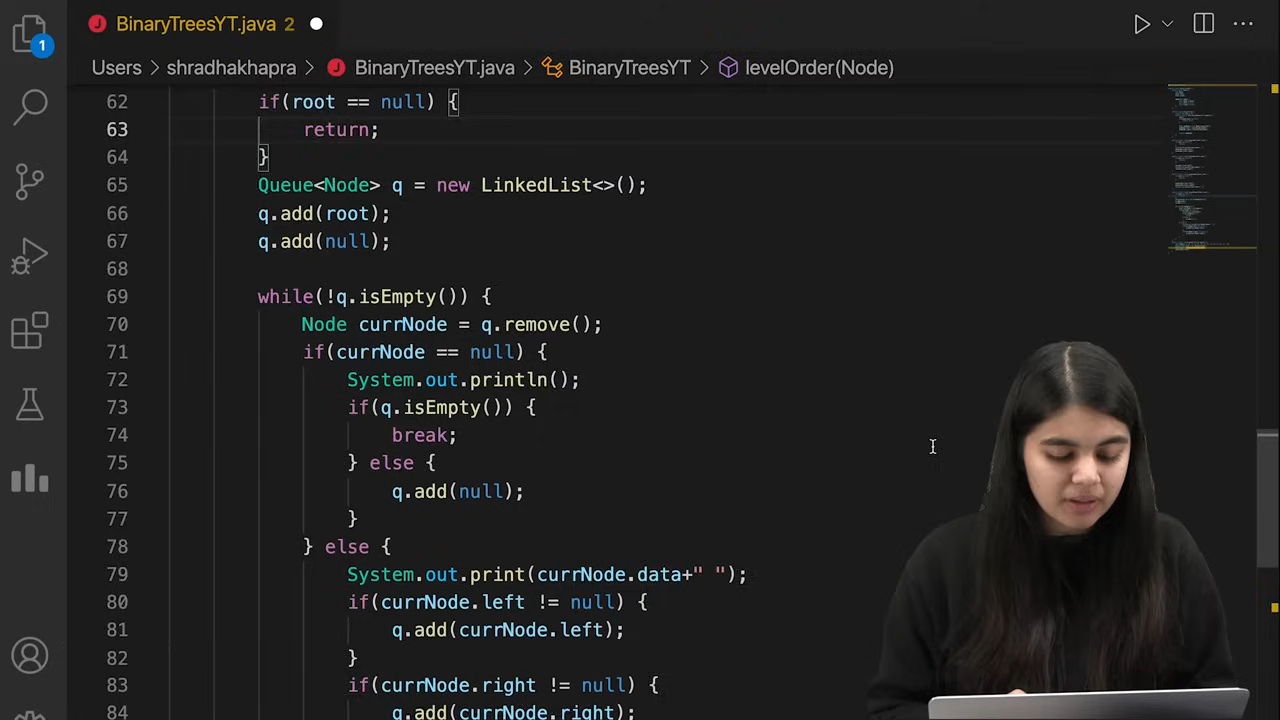 BinaryTreesYT.java 2
1
Users > shradhakhapra > BinaryTreesYT.java > BinaryTreesYT > levelOrder(Node)
62 if(root == null) {
63 return;
64 }
65 Queue<Node> q = new LinkedList<>();
66 q.add(root);
67 q.add(null);
68
69 while(!q.isEmpty()) {
70 Node currNode = q.remove();
71 if(currNode == null) {
72 System.out.println();
73 if(q.isEmpty()) {
74 break;
75 } else {
76 q.add(null);
77 }
78 } else {
79 System.out.print(currNode.data+" ");
80 if(currNode.left != null) {
81 q.add(currNode.left);
82 }
83 if(currNode.right != null) {
84 q.add(currNode.right);